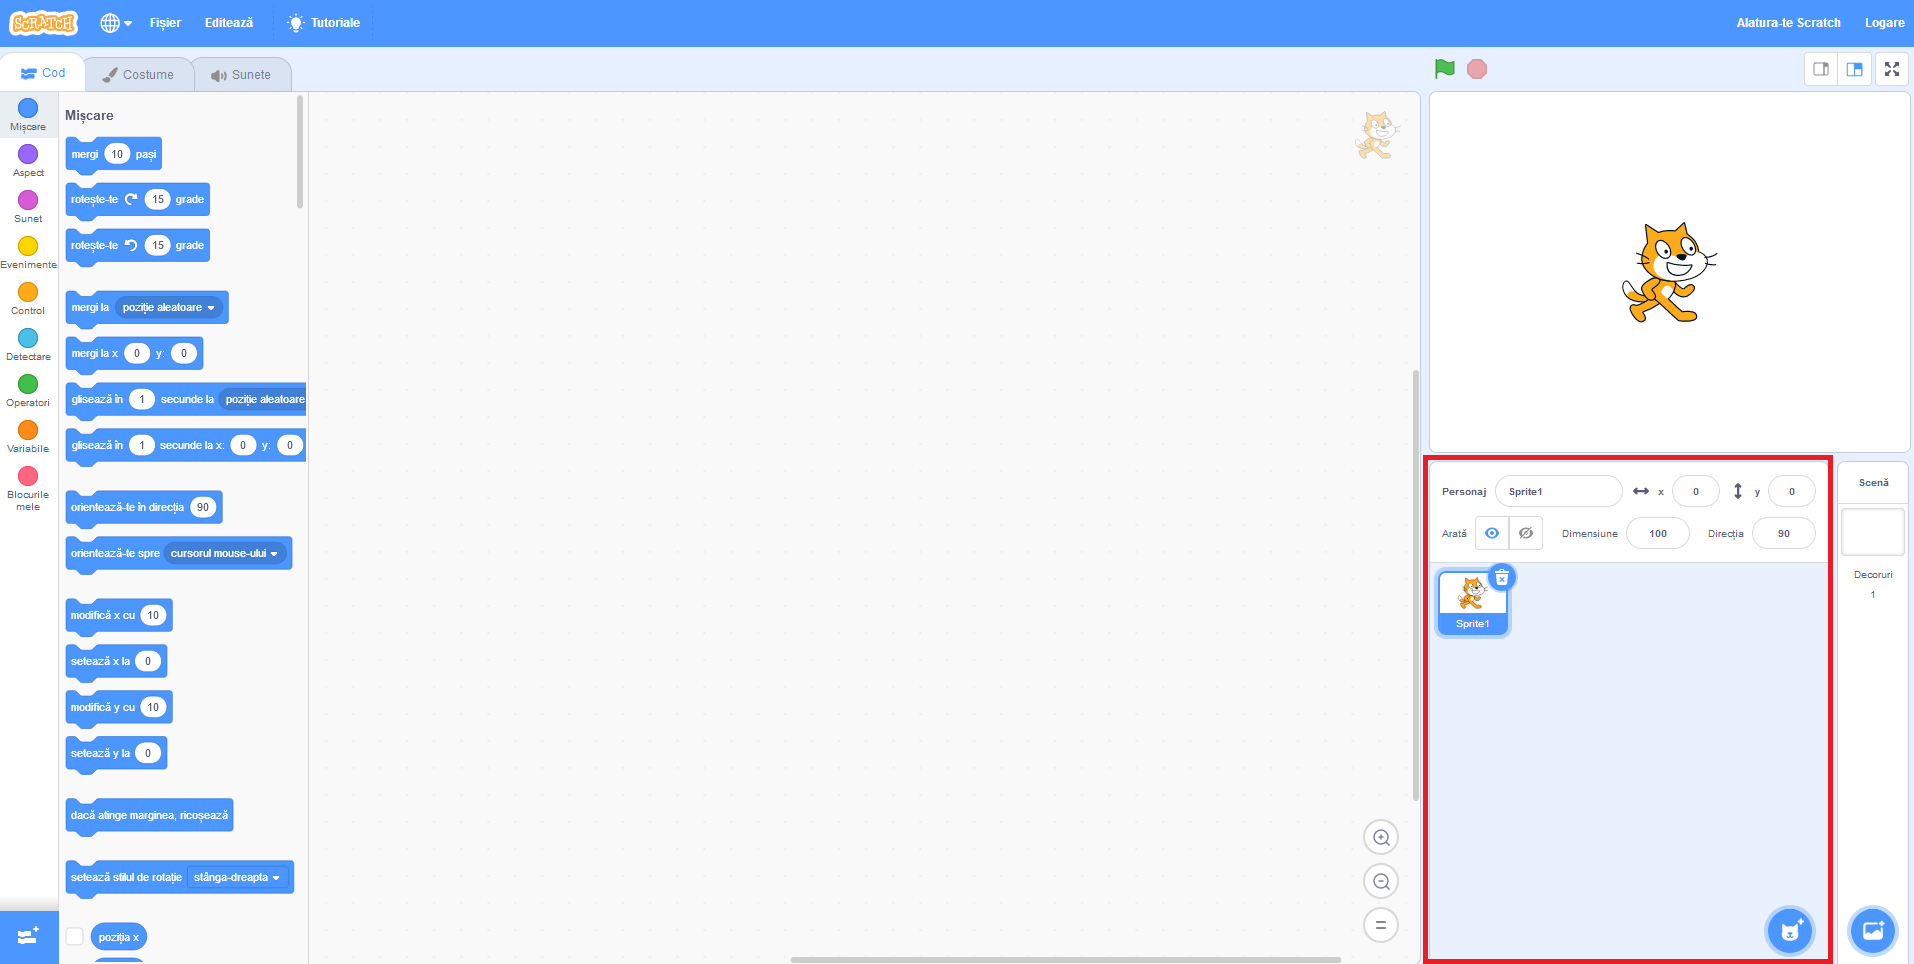 SCRATCH Fișier Editează Tutoriale Alatura-te Scratch Logare
Cod Costume Sunete
Mișcare
Aspect
Sunet
Evenimente
Control
Detectare
Operatori
Variabile
Blocurile
mele
Mișcare
mergi 10 pași
rotește-te 15 grade
rotește-te 15 grade
mergi la poziție aleatoare
mergi la x 0 y: 0
glisează în 1 secunde la poziție aleatoare
glisează în 1 secunde la x: 0 y: 0
orientează-te în direcția 90
orientează-te spre cursorul mouse-ului
modifică x cu 10
setează x la 0
modifică y cu 10
setează y la 0
dacă atinge marginea, ricoșează
setează stilul de rotație stânga-dreapta
poziția x
Personaj Sprite1 x 0 y 0
Arată Dimensiune 100 Direcția 90
Sprite1
Scenă
Decoruri
1